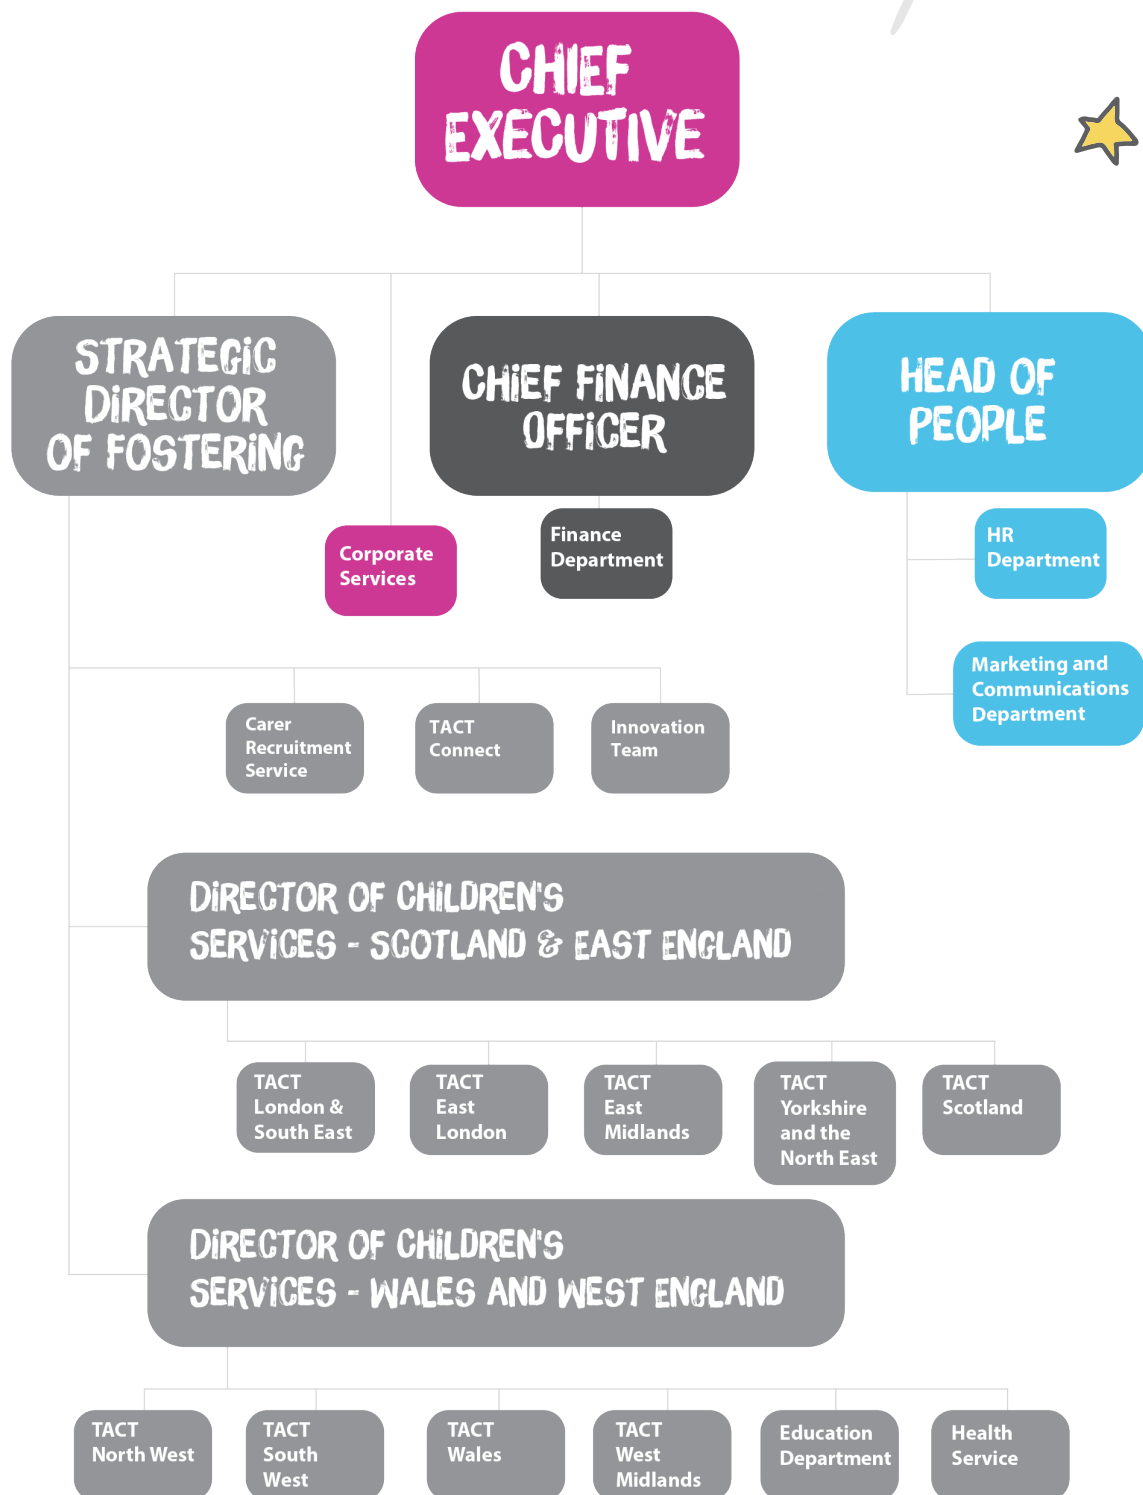 CHIEF
EXECUTIVE
STRATEGIC
DIRECTOR
OF FOSTERING
CHIEF FINANCE
OFFICER
HEAD OF
PEOPLE
Corporate
Services
Finance
Department
HR
Department
Marketing and
Communications
Department
Carer
Recruitment
Service
TACT
Connect
Innovation
Team
DIRECTOR OF CHILDREN'S
SERVICES - SCOTLAND & EAST ENGLAND
TACT
London &
South East
TACT
East
London
TACT
East
Midlands
TACT
Yorkshire
and the
North East
TACT
Scotland
DIRECTOR OF CHILDREN'S
SERVICES - WALES AND WEST ENGLAND
TACT
North West
TACT
South
West
TACT
Wales
TACT
West
Midlands
Education
Department
Health
Service